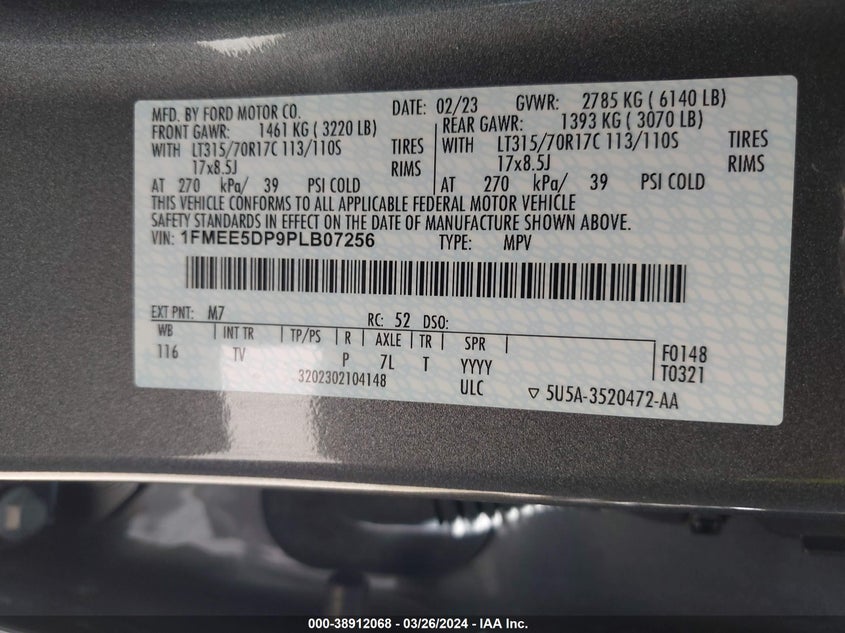 MFD. BY FORD MOTOR CO. DATE: 02/23 GVWR: 2785 KG ( 6140 LB)
FRONT GAWR: 1461 KG ( 3220 LB) REAR GAWR: 1393 KG ( 3070 LB)
WITH LT315/70R17C 113/110S TIRES WITH LT315/70R17C 113/110S TIRES
17x8.5J RIMS 17x8.5J RIMS
AT 270 kPa/ 39 PSI COLD AT 270 kPa/ 39 PSI COLD
THIS VEHICLE CONFORMS TO ALL APPLICABLE FEDERAL MOTOR VEHICLE
SAFETY STANDARDS IN EFFECT ON THE DATE OF MANUFACTURE SHOWN ABOVE.
VIN: 1FMEE5DP9PLB07256 TYPE: MPV
EXT PNT: M7 RC: 52 DSO:
WB INT TR TP/PS R AXLE TR SPR F0148
116 TV P 7L T YYYY T0321
3202302104148 ULC ▽ 5U5A-3520472-AA
000-38912068 - 03/26/2024 - IAA Inc.